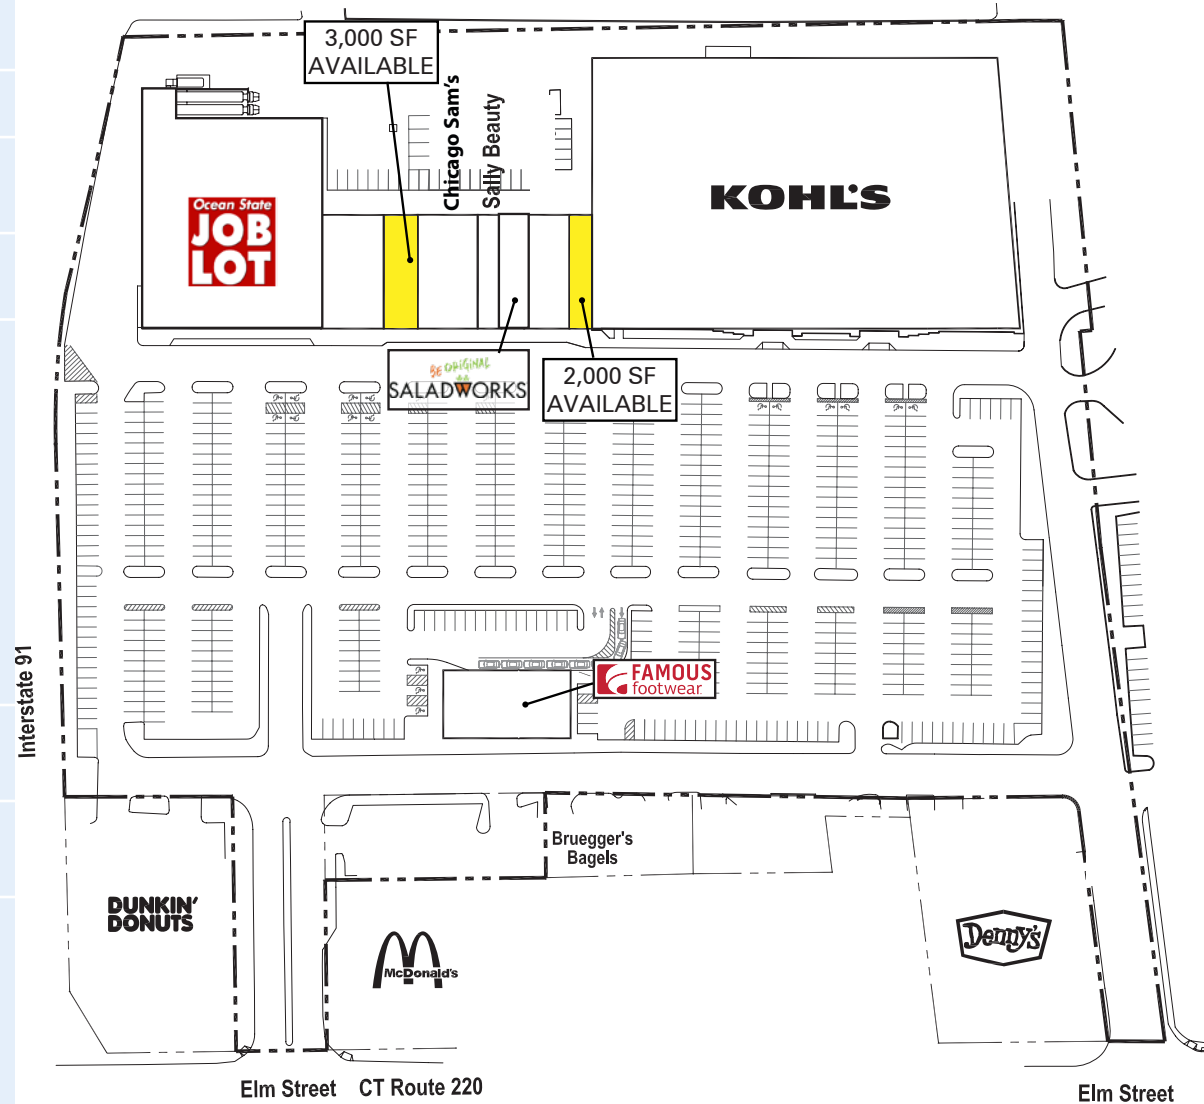 3,000 SF
AVAILABLE
Chicago Sam's
Sally Beauty
Ocean State
JOB
LOT
KOHL'S
BE ORIGINAL
SALADWORKS
2,000 SF
AVAILABLE
FAMOUS
footwear
Interstate 91
Bruegger's
Bagels
DUNKIN'
DONUTS
McDonald's
Denny's
Elm Street
CT Route 220
Elm Street